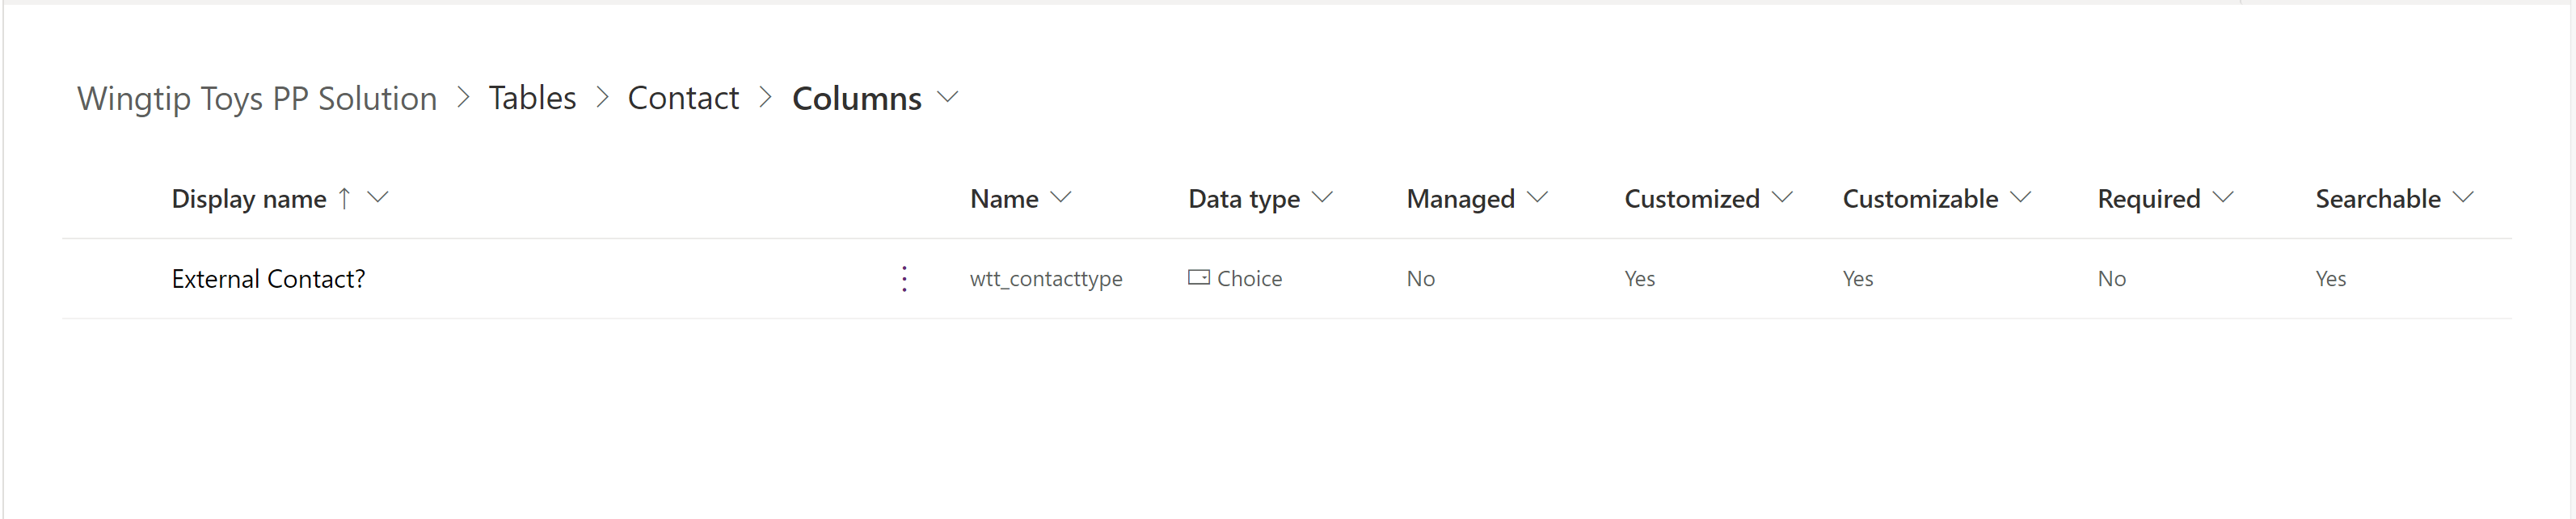 Wingtip Toys PP Solution > Tables > Contact > Columns
Display name ↑ Name Data type Managed Customized Customizable Required Searchable
External Contact? wtt_contacttype Choice No Yes Yes No Yes